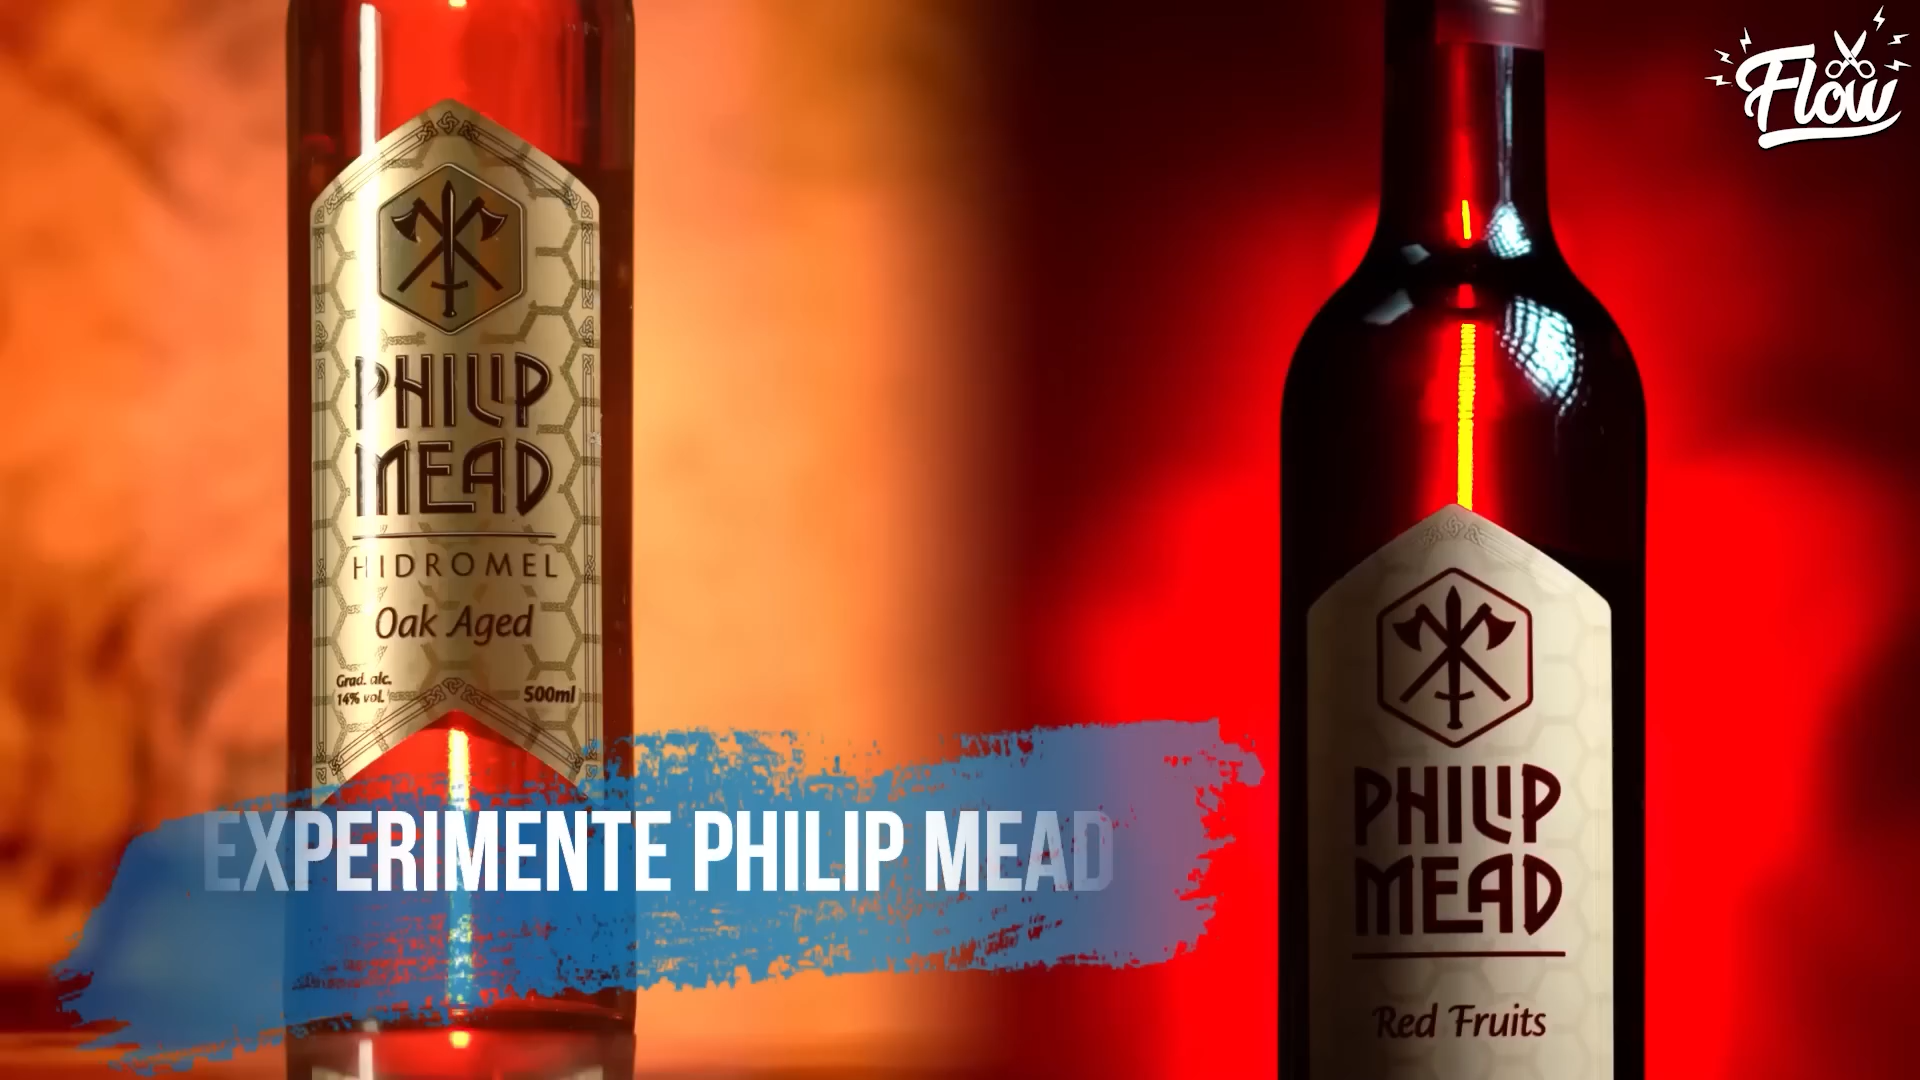 Flow
PHILIP
MEAD
HIDROMEL
Oak Aged
Grad. alc.
14% vol.
500ml
EXPERIMENTE PHILIP MEAD
PHILIP
MEAD
Red Fruits